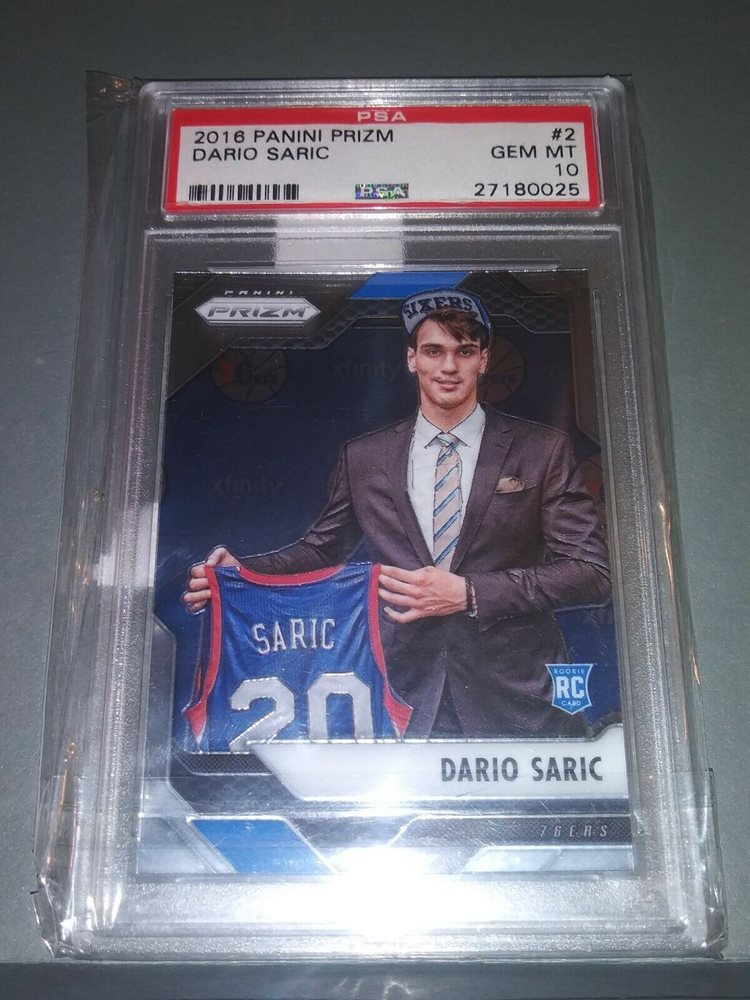 PSA
2016 PANINI PRIZM #2
DARIO SARIC GEM MT
10
PSA 27180025
PANINI
PRIZM
SIXERS
xfinity
xfinity
SARIC
20
ROOKIE
RC
CARD
DARIO SARIC
76ERS